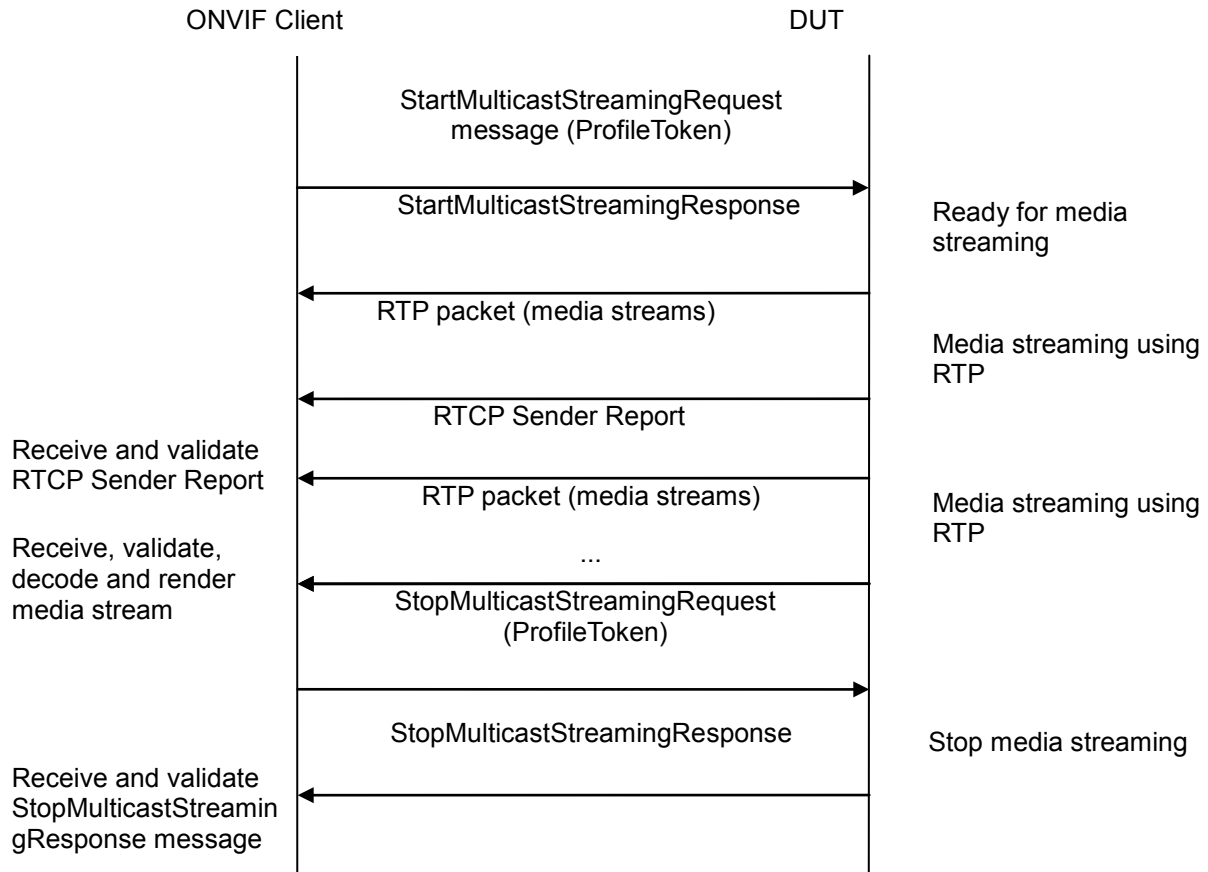 ONVIF Client
DUT
StartMulticastStreamingRequest
message (ProfileToken)
StartMulticastStreamingResponse
Ready for media
streaming
RTP packet (media streams)
Media streaming using
RTP
RTCP Sender Report
Receive and validate
RTCP Sender Report
RTP packet (media streams)
Media streaming using
RTP
Receive, validate,
decode and render
media stream
...
StopMulticastStreamingRequest
(ProfileToken)
StopMulticastStreamingResponse
Stop media streaming
Receive and validate
StopMulticastStreamin
gResponse message